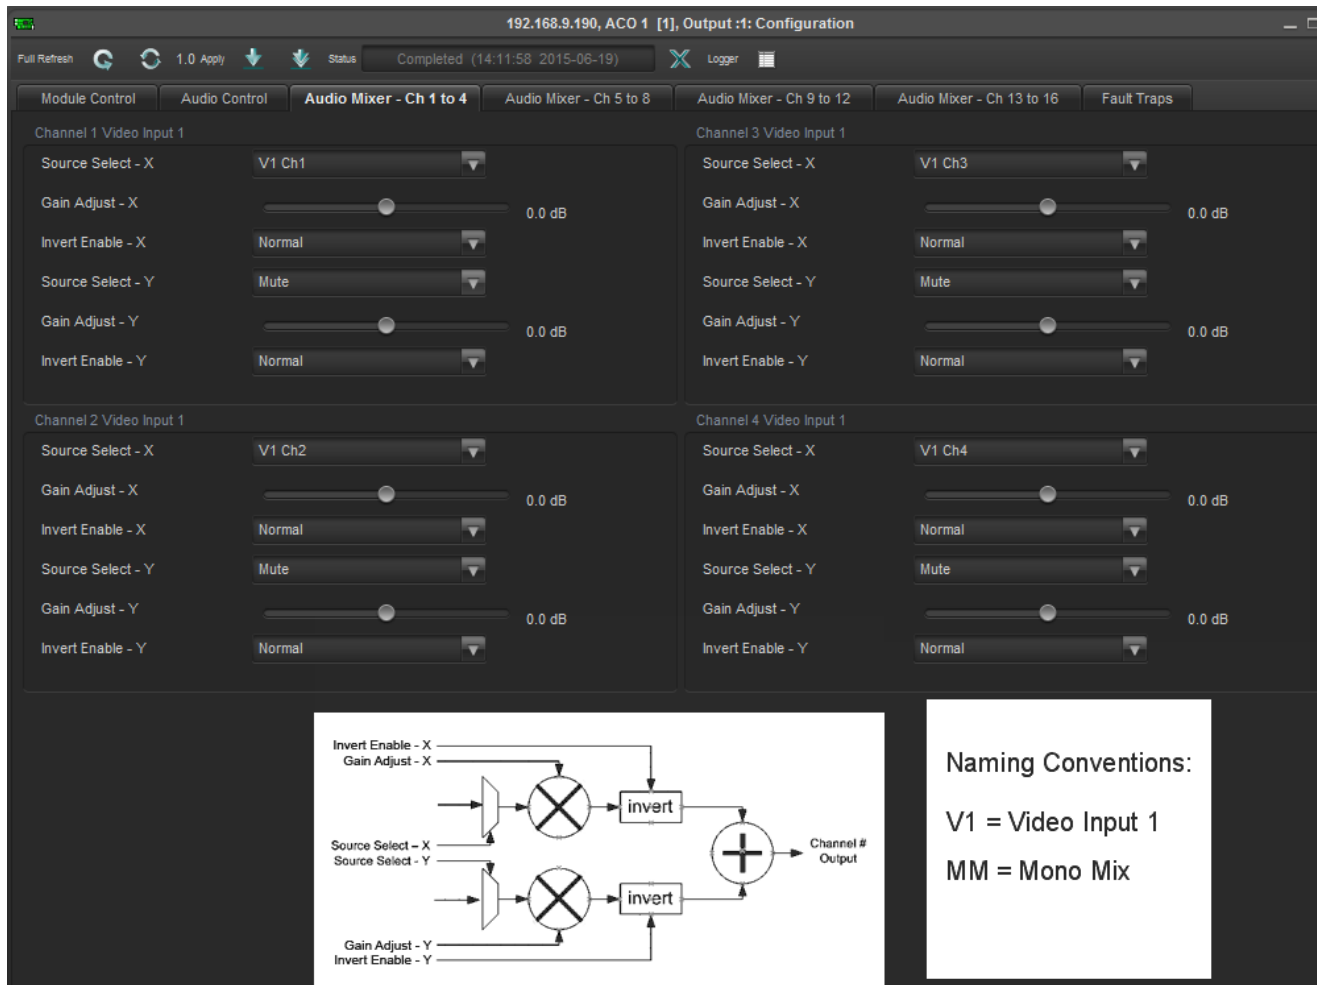 192.168.9.190, ACO 1 [1], Output :1: Configuration
Full Refresh 1.0 Apply Status Completed (14:11:58 2015-06-19) Logger
Module Control Audio Control Audio Mixer - Ch 1 to 4 Audio Mixer - Ch 5 to 8 Audio Mixer - Ch 9 to 12 Audio Mixer - Ch 13 to 16 Fault Traps
Channel 1 Video Input 1
Source Select - X V1 Ch1
Gain Adjust - X 0.0 dB
Invert Enable - X Normal
Source Select - Y Mute
Gain Adjust - Y 0.0 dB
Invert Enable - Y Normal
Channel 3 Video Input 1
Source Select - X V1 Ch3
Gain Adjust - X 0.0 dB
Invert Enable - X Normal
Source Select - Y Mute
Gain Adjust - Y 0.0 dB
Invert Enable - Y Normal
Channel 2 Video Input 1
Source Select - X V1 Ch2
Gain Adjust - X 0.0 dB
Invert Enable - X Normal
Source Select - Y Mute
Gain Adjust - Y 0.0 dB
Invert Enable - Y Normal
Channel 4 Video Input 1
Source Select - X V1 Ch4
Gain Adjust - X 0.0 dB
Invert Enable - X Normal
Source Select - Y Mute
Gain Adjust - Y 0.0 dB
Invert Enable - Y Normal
Invert Enable - X
Gain Adjust - X
invert
Source Select – X
Source Select - Y
Channel #
Output
invert
Gain Adjust - Y
Invert Enable - Y
Naming Conventions:
V1 = Video Input 1
MM = Mono Mix